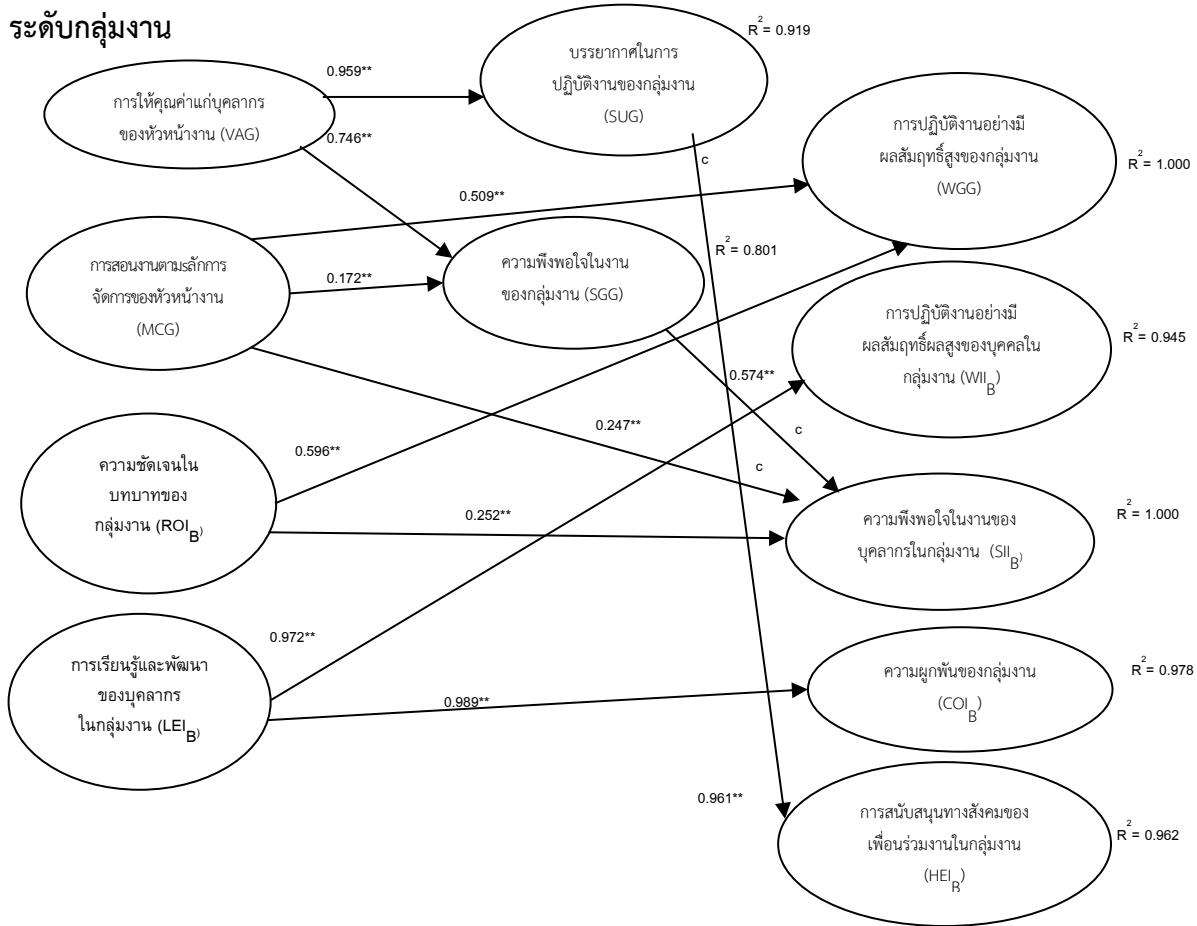 ระดับกลุ่มงาน
การให้คุณค่าแก่บุคลากร
ของหัวหน้างาน (VAG)
0.959**
0.746**
บรรยากาศในการ
ปฏิบัติงานของกลุ่มงาน
(SUG)
R² = 0.919
c
การปฏิบัติงานอย่างมี
ผลสัมฤทธิ์สูงของกลุ่มงาน
(WGG)
R² = 1.000
0.509**
การสอนงานตามรลักการ
จัดการของหัวหน้างาน
(MCG)
0.172**
ความพึงพอใจในงาน
ของกลุ่มงาน (SGG)
R² = 0.801
การปฏิบัติงานอย่างมี
ผลสัมฤทธิ์ผลสูงของบุคคลใน
กลุ่มงาน (WII_B)
R² = 0.945
0.574**
c
0.247**
c
ความชัดเจนใน
บทบาทของ
กลุ่มงาน (ROI_B)
0.596**
0.252**
ความพึงพอใจในงานของ
บุคลากรในกลุ่มงาน (SII_B)
R² = 1.000
การเรียนรู้และพัฒนา
ของบุคลากร
ในกลุ่มงาน (LEI_B)
0.972**
0.989**
ความผูกพันของกลุ่มงาน
(COI_B)
R² = 0.978
0.961**
การสนับสนุนทางสังคมของ
เพื่อนร่วมงานในกลุ่มงาน
(HEI_B)
R² = 0.962